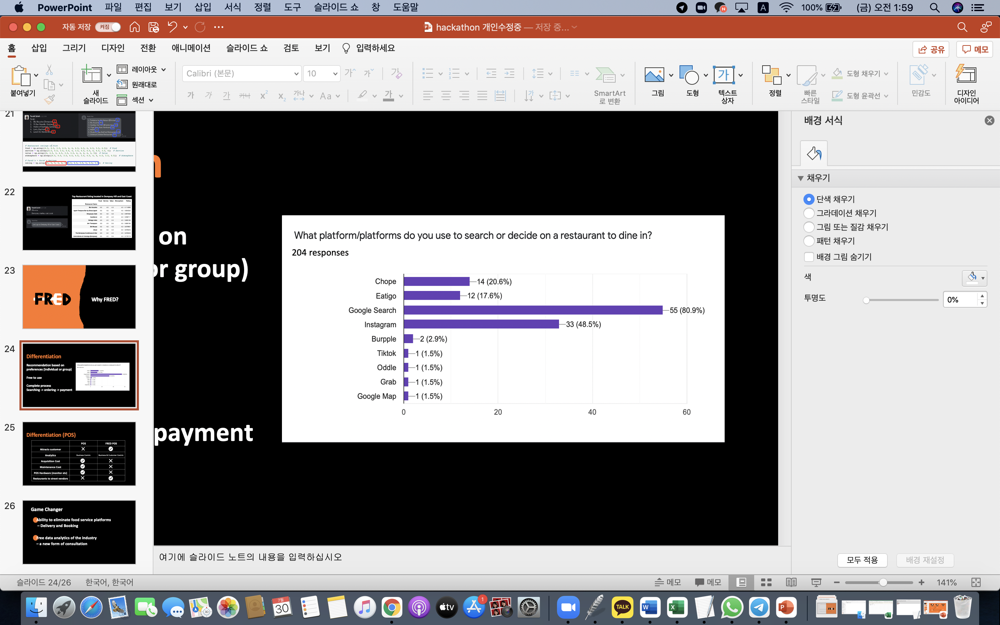 PowerPoint 파일 편집 보기 삽입 서식 정렬 도구 슬라이드 쇼 창 도움말
A 100% (금) 오전 1:59
자동 저장 켜짐 hackathon 개인수정중 — 저장 중...
홈 삽입 그리기 디자인 전환 애니메이션 슬라이드 쇼 검토 보기 입력하세요 공유 메모
붙여넣기
새
슬라이드
레이아웃
원래대로
섹션
Calibri (본문) 10
SmartArt
로 변환
그림
도형
텍스트
상자
정렬
빠른
스타일
도형 채우기
도형 윤곽선
민감도
디자인
아이디어
21
22
Top Restaurant listing located in Dempsey Hill and East Coast
23
FRED
Why FRED?
24
Differentiation
Recommendation based on
preferences (individual or group)
Free to use
Complete process
Searching -> ordering -> payment
25
Differentiation (POS)
POS FRED POS
Attracts customer
Analytics Business Centric Business & Customer Centric
Acquisition Cost
Maintenance Cost
POS Hardware (monitor etc)
Restaurants to street vendors
26
Game Changer
Ability to eliminate food service platforms
– Delivery and Booking
Free data analytics of the industry
– a new form of consultation
n
on
or group)
payment
What platform/platforms do you use to search or decide on a restaurant to dine in?
204 responses
Chope 14 (20.6%)
Eatigo 12 (17.6%)
Google Search 55 (80.9%)
Instagram 33 (48.5%)
Burpple 2 (2.9%)
Tiktok 1 (1.5%)
Oddle 1 (1.5%)
Grab 1 (1.5%)
Google Map 1 (1.5%)
0 20 40 60
배경 서식
채우기
단색 채우기
그라데이션 채우기
그림 또는 질감 채우기
패턴 채우기
배경 그림 숨기기
색
투명도 0%
모두 적용 배경 재설정
여기에 슬라이드 노트의 내용을 입력하십시오
슬라이드 24/26 한국어, 한국어 메모 메모 141%
7월
30
tv
1
TALK